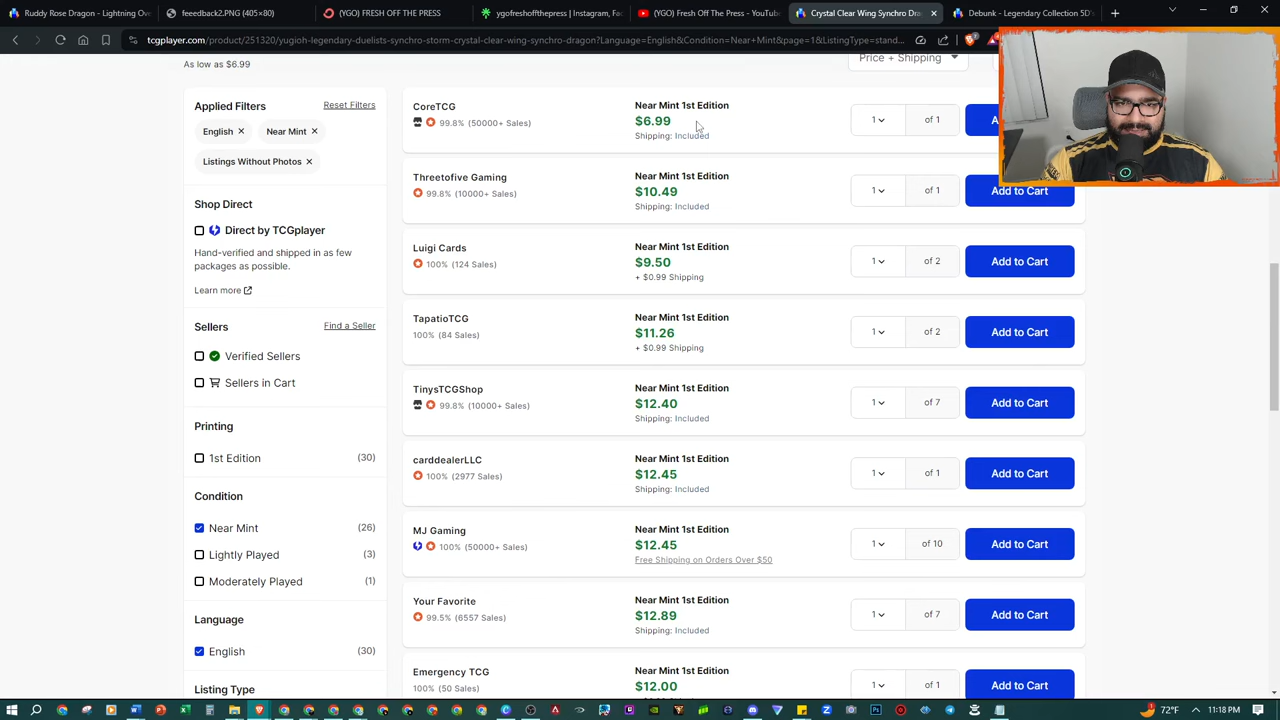 Ruddy Rose Dragon - Lightning Ov
feedback2.PNG (405×80)
(YGO) FRESH OFF THE PRESS
ygofreshoffthepress | Instagram, Fa
(YGO) Fresh Off The Press - YouTub
Crystal Clear Wing Synchro Dr
Debunk - Legendary Collection 5D'
tcgplayer.com/product/251320/yugioh-legendary-duelists-synchro-storm-crystal-clear-wing-synchro-dragon?Language=English&Condition=Near+Mint&page=1&ListingType=stand...
As low as $6.99
Price + Shipping
Applied Filters
Reset Filters
English
Near Mint
Listings Without Photos
Shop Direct
Direct by TCGplayer
Hand-verified and shipped in as few
packages as possible.
Learn more
Sellers
Find a Seller
Verified Sellers
Sellers in Cart
Printing
1st Edition (30)
Condition
Near Mint (26)
Lightly Played (3)
Moderately Played (1)
Language
English (30)
Listing Type
CoreTCG
99.8% (50000+ Sales)
Near Mint 1st Edition
$6.99
Shipping: Included
1 of 1
A
Threetofive Gaming
99.8% (10000+ Sales)
Near Mint 1st Edition
$10.49
Shipping: Included
1 of 1
Add to Cart
Luigi Cards
100% (124 Sales)
Near Mint 1st Edition
$9.50
+ $0.99 Shipping
1 of 2
Add to Cart
TapatioTCG
100% (84 Sales)
Near Mint 1st Edition
$11.26
+ $0.99 Shipping
1 of 2
Add to Cart
TinysTCGShop
99.8% (10000+ Sales)
Near Mint 1st Edition
$12.40
Shipping: Included
1 of 7
Add to Cart
carddealerLLC
100% (2977 Sales)
Near Mint 1st Edition
$12.45
Shipping: Included
1 of 1
Add to Cart
MJ Gaming
100% (50000+ Sales)
Near Mint 1st Edition
$12.45
Free Shipping on Orders Over $50
1 of 10
Add to Cart
Your Favorite
99.5% (6557 Sales)
Near Mint 1st Edition
$12.89
Shipping: Included
1 of 7
Add to Cart
Emergency TCG
100% (50 Sales)
Near Mint 1st Edition
$12.00
1 of 1
Add to Cart
72°F
11:18 PM